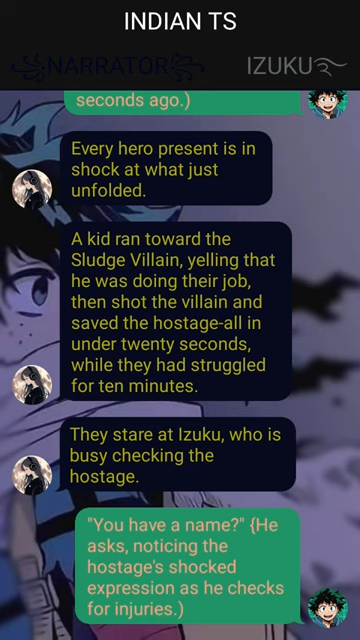 INDIAN TS
NARRATOR
IZUKU
seconds ago.)
Every hero present is in
shock at what just
unfolded.
A kid ran toward the
Sludge Villain, yelling that
he was doing their job,
then shot the villain and
saved the hostage-all in
under twenty seconds,
while they had struggled
for ten minutes.
They stare at Izuku, who is
busy checking the
hostage.
"You have a name?" {He
asks, noticing the
hostage's shocked
expression as he checks
for injuries.)